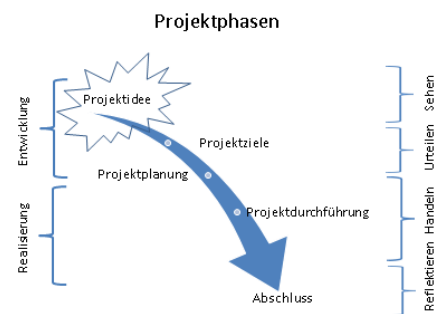 Projektphasen
Projektidee
Projektziele
Projektplanung
Projektdurchführung
Abschluss
Entwicklung
Realisierung
Sehen
Urteilen
Handeln
Reflektieren